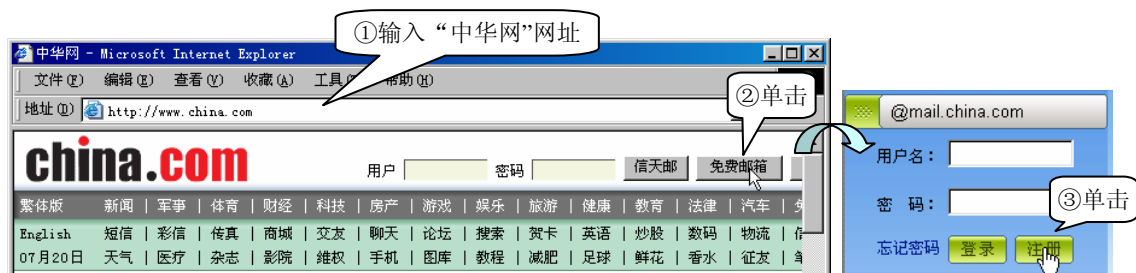 ①输入“中华网”网址
中华网 - Microsoft Internet Explorer
文件(F) 编辑(E) 查看(V) 收藏(A) 工具 帮助(H)
②单击
地址(D) http://www.china.com
@mail.china.com
china.com
用户 密码 信天邮 免费邮箱
用户名：
繁体版 新闻 | 军事 | 体育 | 财经 | 科技 | 房产 | 游戏 | 娱乐 | 旅游 | 健康 | 教育 | 法律 | 汽车 |
密 码：
③单击
English 短信 | 彩信 | 传真 | 商城 | 交友 | 聊天 | 论坛 | 搜索 | 贺卡 | 英语 | 炒股 | 数码 | 物流 |
07月20日 天气 | 医疗 | 杂志 | 影院 | 维权 | 手机 | 图库 | 教程 | 减肥 | 足球 | 鲜花 | 香水 | 征友 |
忘记密码 登录 注册